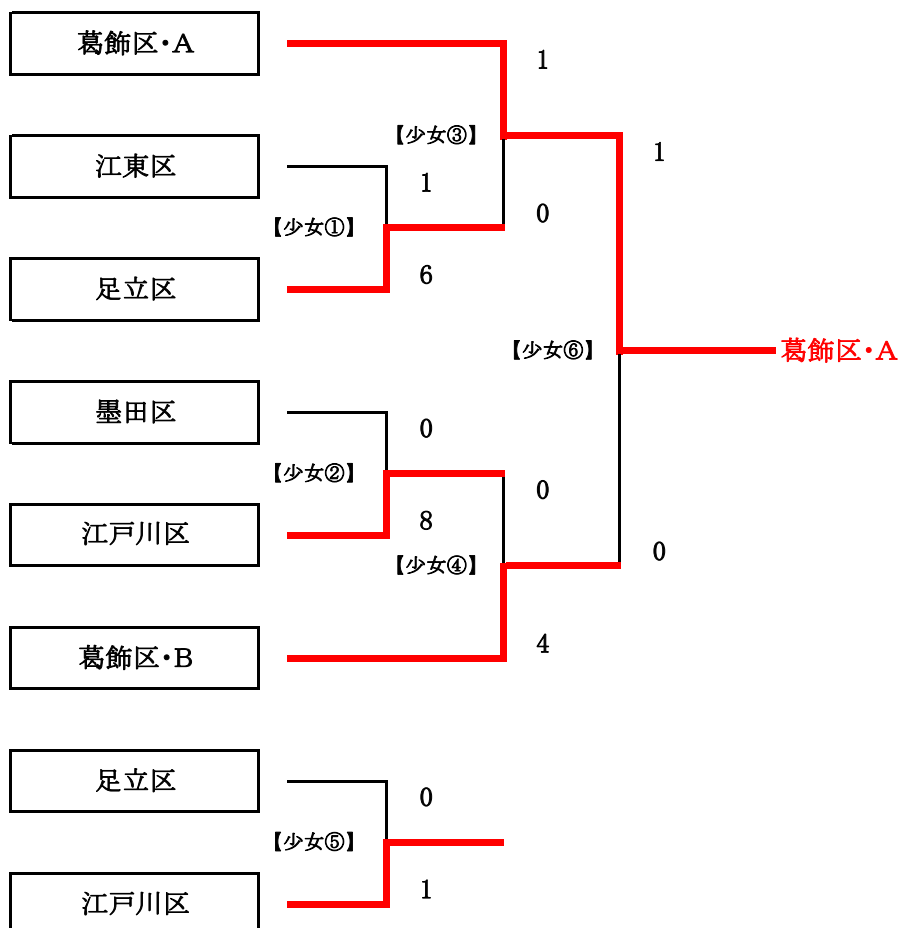 葛飾区・A
1
【少女③】
1
江東区
1
0
【少女①】
足立区
6
【少女⑥】
葛飾区・A
墨田区
0
【少女②】
0
江戸川区
8
0
【少女④】
葛飾区・B
4
足立区
0
【少女⑤】
江戸川区
1